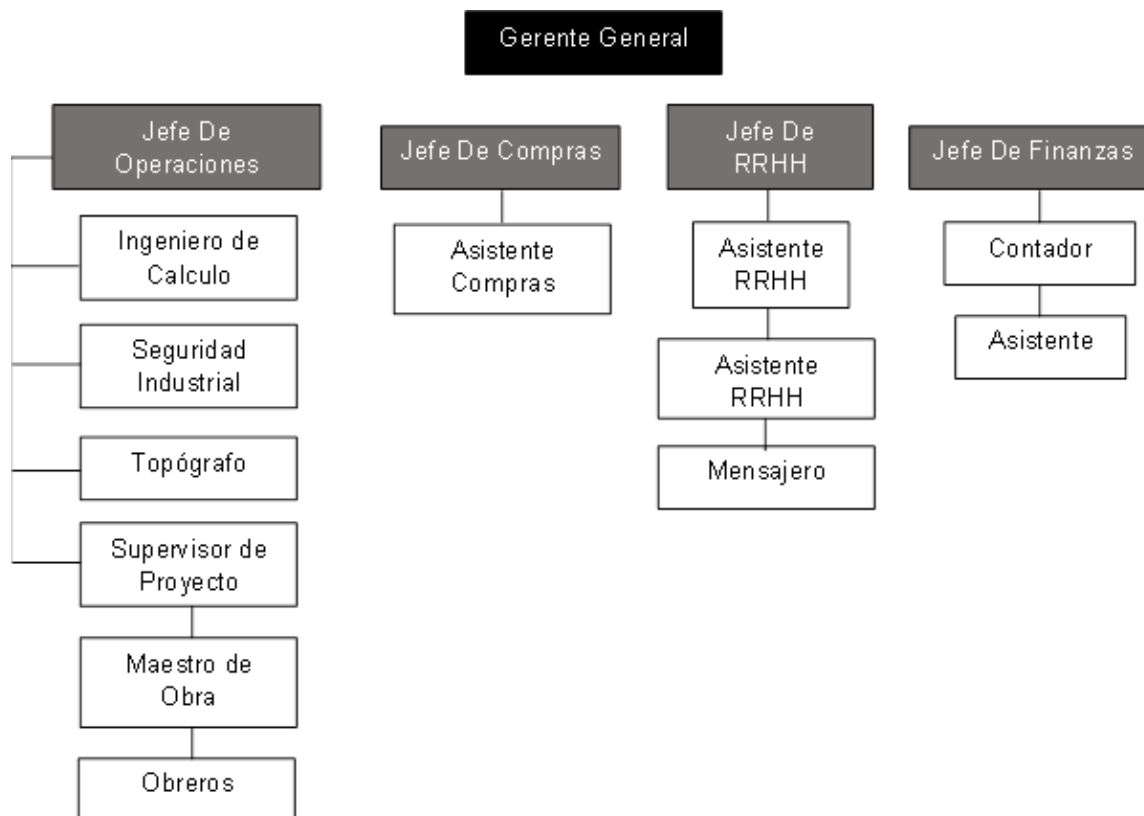 Gerente General
Jefe De
Operaciones
Jefe De Compras
Jefe De
RRHH
Jefe De Finanzas
Ingeniero de
Calculo
Seguridad
Industrial
Topógrafo
Supervisor de
Proyecto
Maestro de
Obra
Obreros
Asistente
Compras
Asistente
RRHH
Asistente
RRHH
Mensajero
Contador
Asistente